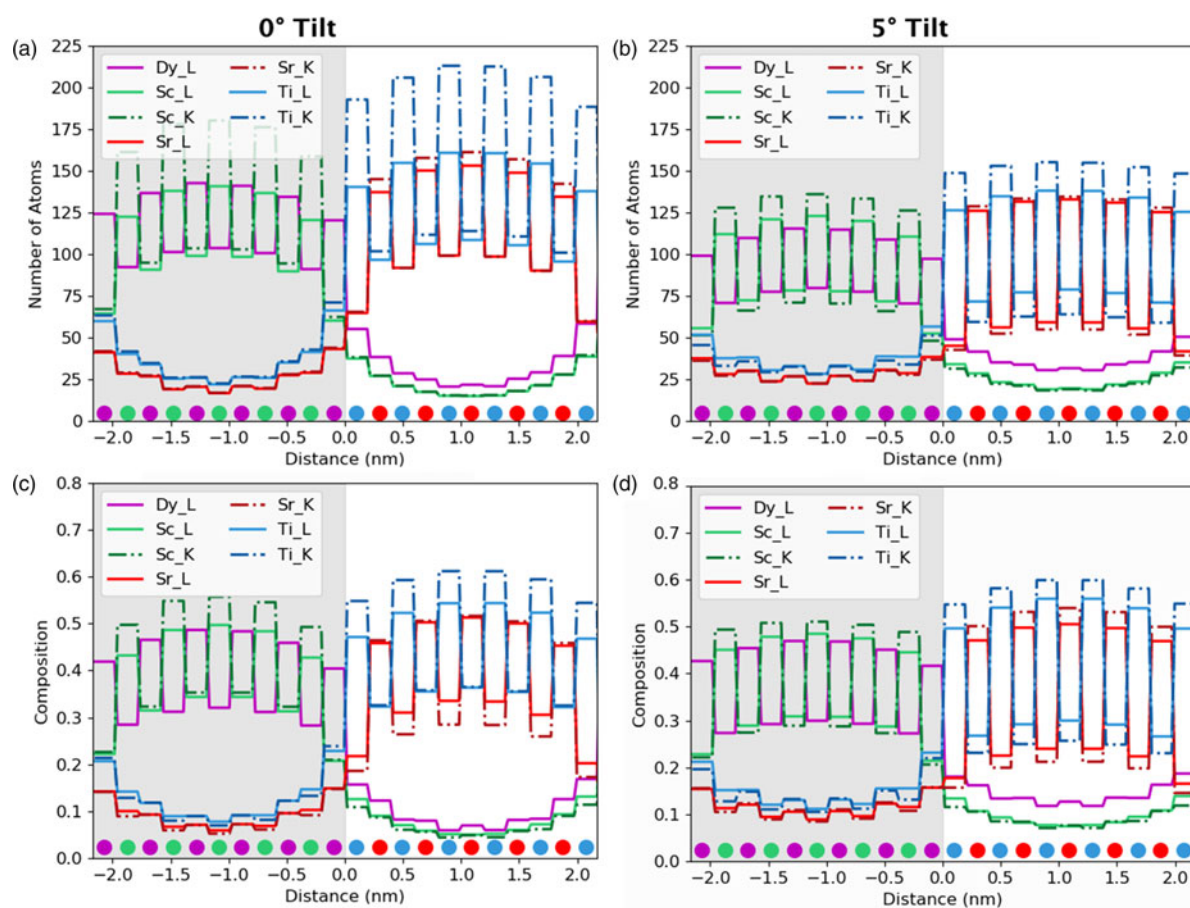 0° Tilt
5° Tilt
(a)
225
200
175
150
125
100
75
50
25
0
Number of Atoms
Dy_L
Sc_L
Sc_K
Sr_L
Sr_K
Ti_L
Ti_K
−2.0 −1.5 −1.0 −0.5 0.0 0.5 1.0 1.5 2.0
Distance (nm)
(b)
225
200
175
150
125
100
75
50
25
0
Number of Atoms
Dy_L
Sc_L
Sc_K
Sr_L
Sr_K
Ti_L
Ti_K
−2.0 −1.5 −1.0 −0.5 0.0 0.5 1.0 1.5 2.0
Distance (nm)
(c)
0.8
0.7
0.6
0.5
0.4
0.3
0.2
0.1
0.0
Composition
Dy_L
Sc_L
Sc_K
Sr_L
Sr_K
Ti_L
Ti_K
−2.0 −1.5 −1.0 −0.5 0.0 0.5 1.0 1.5 2.0
Distance (nm)
(d)
0.8
0.7
0.6
0.5
0.4
0.3
0.2
0.1
0.0
Composition
Dy_L
Sc_L
Sc_K
Sr_L
Sr_K
Ti_L
Ti_K
−2.0 −1.5 −1.0 −0.5 0.0 0.5 1.0 1.5 2.0
Distance (nm)